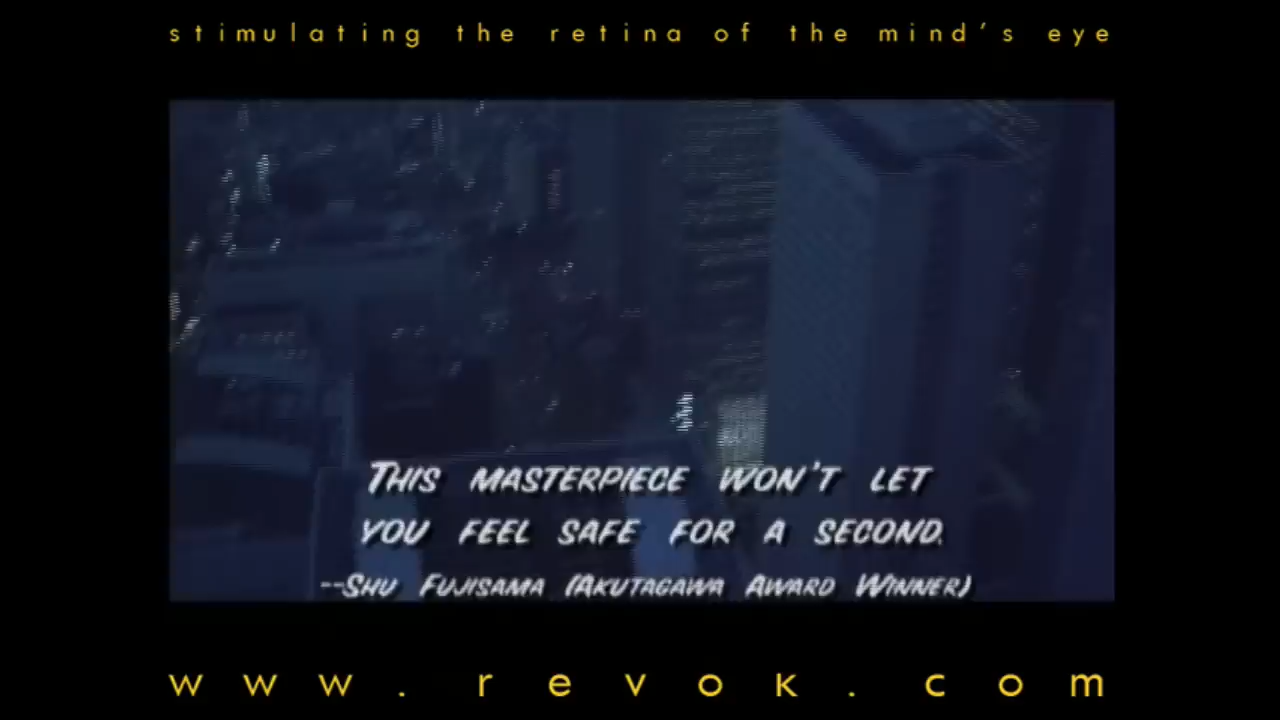 stimulating the retina of the mind's eye
THIS MASTERPIECE WON'T LET
YOU FEEL SAFE FOR A SECOND.
--SHU FUJISAMA (AKUTAGAWA AWARD WINNER)
www.revok.com